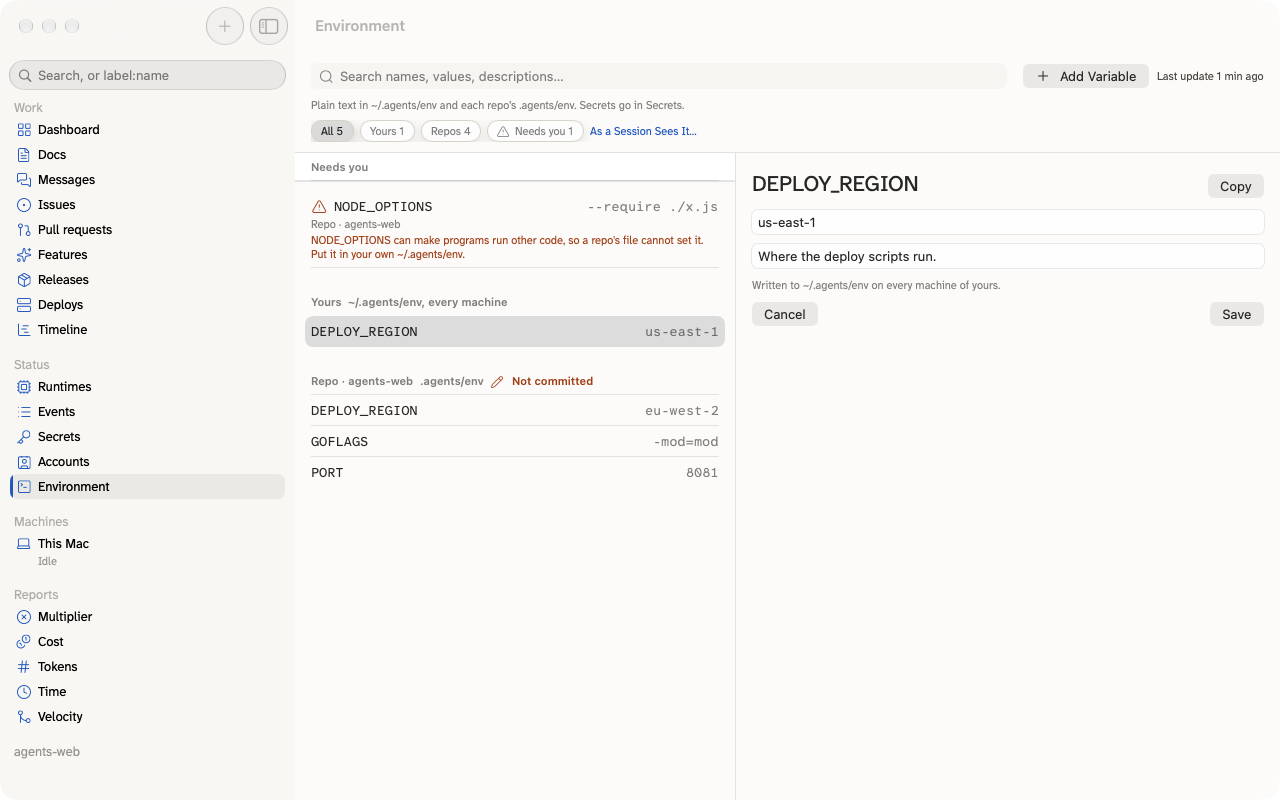 Environment
Search, or label:name
Work
Dashboard
Docs
Messages
Issues
Pull requests
Features
Releases
Deploys
Timeline
Status
Runtimes
Events
Secrets
Accounts
Environment
Machines
This Mac
Idle
Reports
Multiplier
Cost
Tokens
Time
Velocity
agents-web
Search names, values, descriptions...
Add Variable
Last update 1 min ago
Plain text in ~/.agents/env and each repo's .agents/env. Secrets go in Secrets.
All 5
Yours 1
Repos 4
Needs you 1
As a Session Sees It...
Needs you
NODE_OPTIONS --require ./x.js
Repo · agents-web
NODE_OPTIONS can make programs run other code, so a repo's file cannot set it.
Put it in your own ~/.agents/env.
Yours ~/.agents/env, every machine
DEPLOY_REGION us-east-1
Repo · agents-web .agents/env Not committed
DEPLOY_REGION eu-west-2
GOFLAGS -mod=mod
PORT 8081
DEPLOY_REGION
Copy
us-east-1
Where the deploy scripts run.
Written to ~/.agents/env on every machine of yours.
Cancel
Save